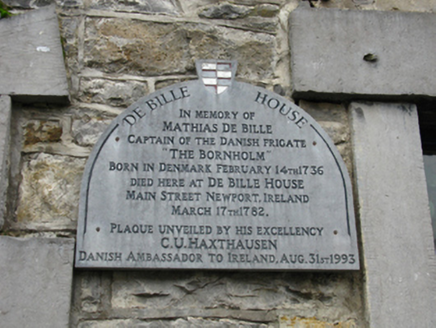 DE BILLE HOUSE
IN MEMORY OF
MATHIAS DE BILLE
CAPTAIN OF THE DANISH FRIGATE
"THE BORNHOLM"
BORN IN DENMARK FEBRUARY 14TH 1736
DIED HERE AT DE BILLE HOUSE
MAIN STREET NEWPORT, IRELAND
MARCH 17TH 1782.
PLAQUE UNVEILED BY HIS EXCELLENCY
C.U. HAXTHAUSEN
DANISH AMBASSADOR TO IRELAND, AUG. 31ST 1993